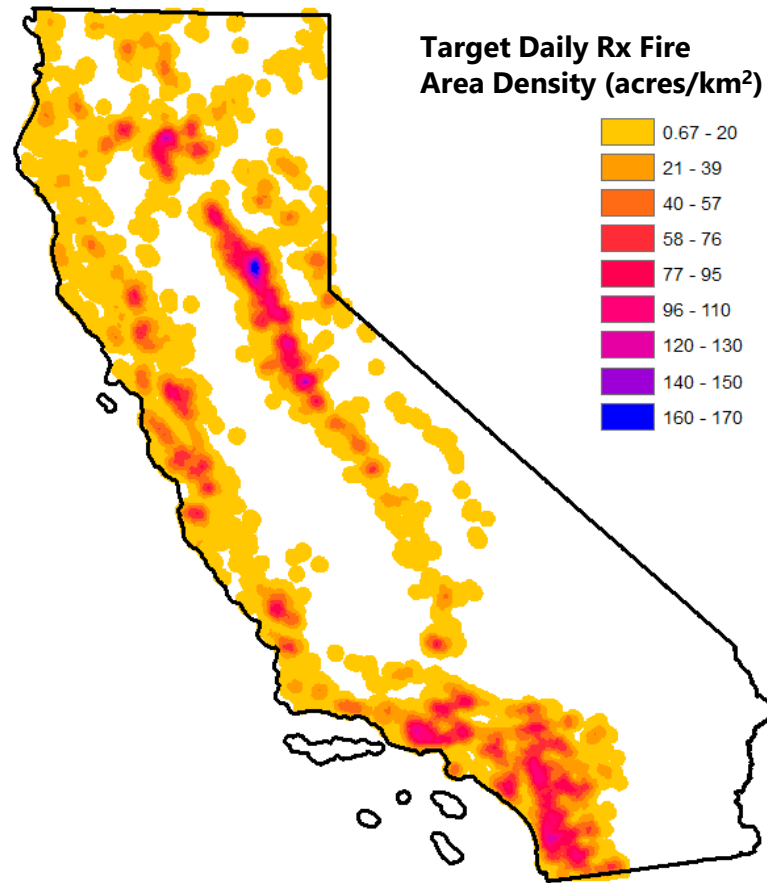 Target Daily Rx Fire
Area Density (acres/km²)
0.67 - 20
21 - 39
40 - 57
58 - 76
77 - 95
96 - 110
120 - 130
140 - 150
160 - 170